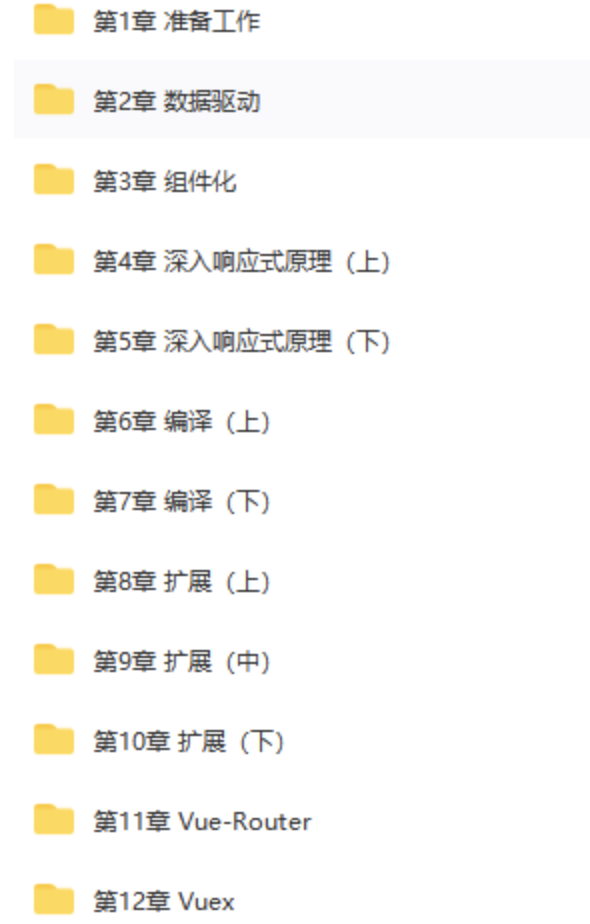 第1章 准备工作
第2章 数据驱动
第3章 组件化
第4章 深入响应式原理（上）
第5章 深入响应式原理（下）
第6章 编译（上）
第7章 编译（下）
第8章 扩展（上）
第9章 扩展（中）
第10章 扩展（下）
第11章 Vue-Router
第12章 Vuex